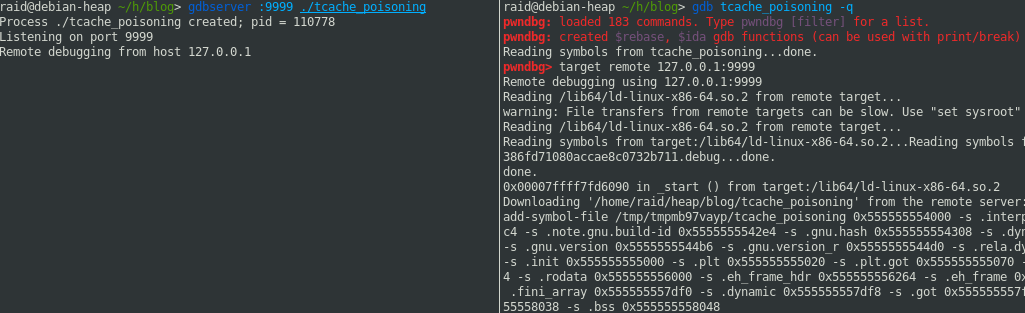 raid@debian-heap ~/h/blog> gdbserver :9999 ./tcache_poisoning
Process ./tcache_poisoning created; pid = 110778
Listening on port 9999
Remote debugging from host 127.0.0.1
raid@debian-heap ~/h/blog> gdb tcache_poisoning -q
pwndbg: loaded 183 commands. Type pwndbg [filter] for a list.
pwndbg: created $rebase, $ida gdb functions (can be used with print/break)
Reading symbols from tcache_poisoning...done.
pwndbg> target remote 127.0.0.1:9999
Remote debugging using 127.0.0.1:9999
Reading /lib64/ld-linux-x86-64.so.2 from remote target...
warning: File transfers from remote targets can be slow. Use "set sysroot"
Reading /lib64/ld-linux-x86-64.so.2 from remote target...
Reading symbols from target:/lib64/ld-linux-x86-64.so.2...Reading symbols f
386fd71080accae8c0732b711.debug...done.
done.
0x00007ffff7fd6090 in _start () from target:/lib64/ld-linux-x86-64.so.2
Downloading '/home/raid/heap/blog/tcache_poisoning' from the remote server:
add-symbol-file /tmp/tmpmb97vayp/tcache_poisoning 0x555555554000 -s .interp
c4 -s .note.gnu.build-id 0x5555555542e4 -s .gnu.hash 0x555555554308 -s .dyn
-s .gnu.version 0x5555555544b6 -s .gnu.version_r 0x5555555544d0 -s .rela.dy
-s .init 0x555555555000 -s .plt 0x555555555020 -s .plt.got 0x555555555070 -
4 -s .rodata 0x555555556000 -s .eh_frame_hdr 0x555555556264 -s .eh_frame 0x
.fini_array 0x555555557df0 -s .dynamic 0x555555557df8 -s .got 0x555555557f
55558038 -s .bss 0x555555558048